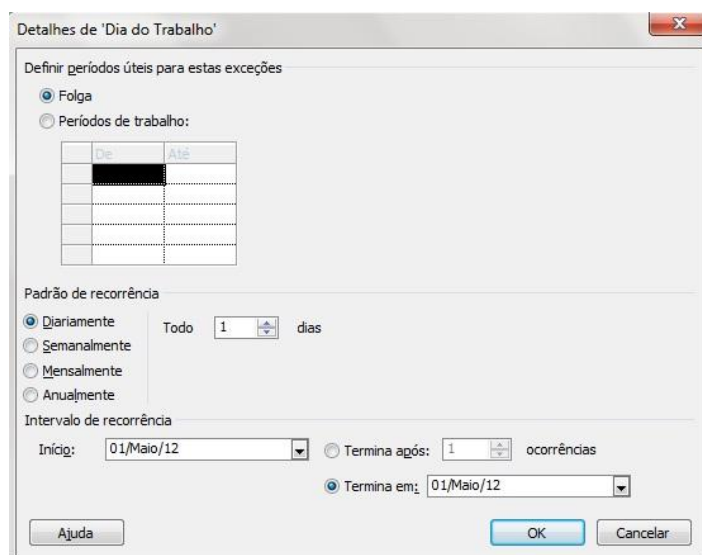 Detalhes de 'Dia do Trabalho'
Definir períodos úteis para estas exceções
Folga
Períodos de trabalho:
De Até
Padrão de recorrência
Diariamente Todo 1 dias
Semanalmente
Mensalmente
Anualmente
Intervalo de recorrência
Início: 01/Maio/12 Termina após: 1 ocorrências
Termina em: 01/Maio/12
Ajuda OK Cancelar